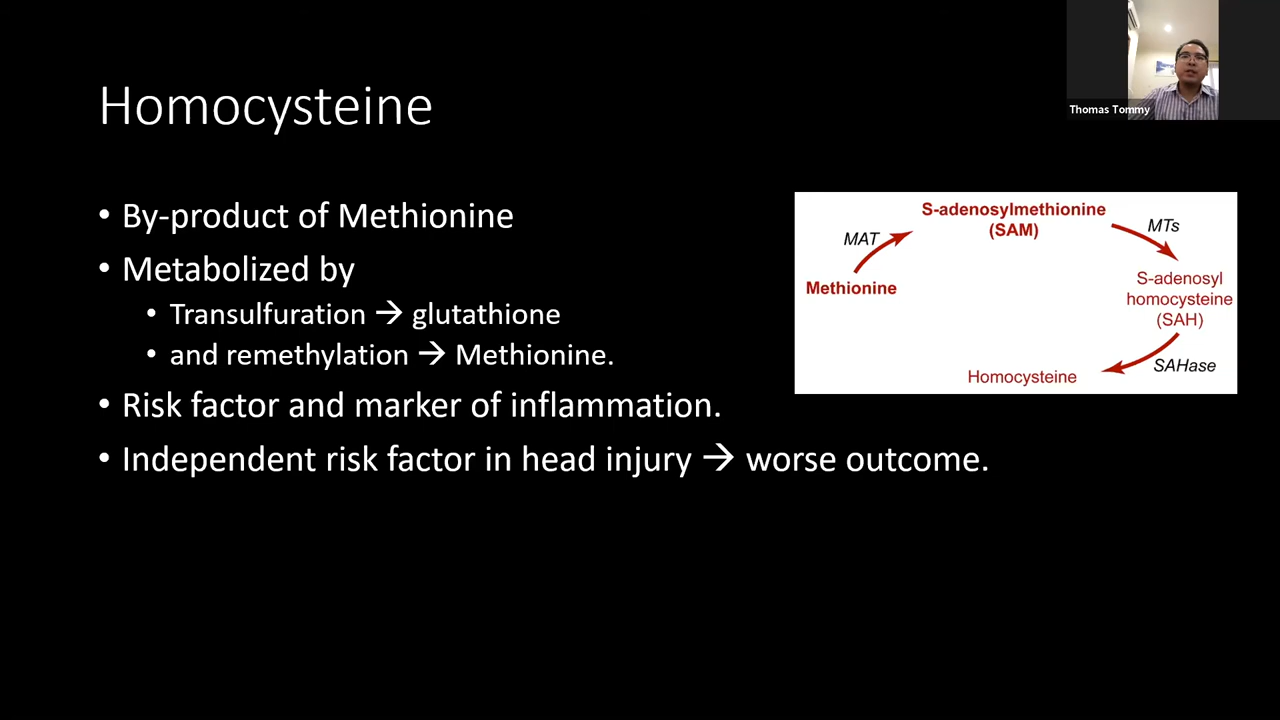 Homocysteine
Thomas Tommy
• By-product of Methionine
• Metabolized by
• Transulfuration → glutathione
• and remethylation → Methionine.
• Risk factor and marker of inflammation.
• Independent risk factor in head injury → worse outcome.
S-adenosylmethionine
(SAM)
MAT
MTs
Methionine
S-adenosyl
homocysteine
(SAH)
SAHase
Homocysteine